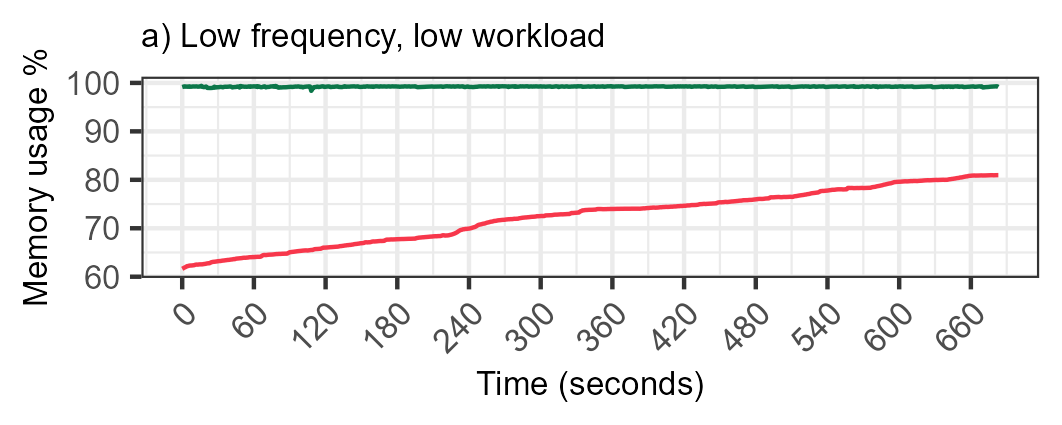 a) Low frequency, low workload
Memory usage %
100
90
80
70
60
0 60 120 180 240 300 360 420 480 540 600 660
Time (seconds)